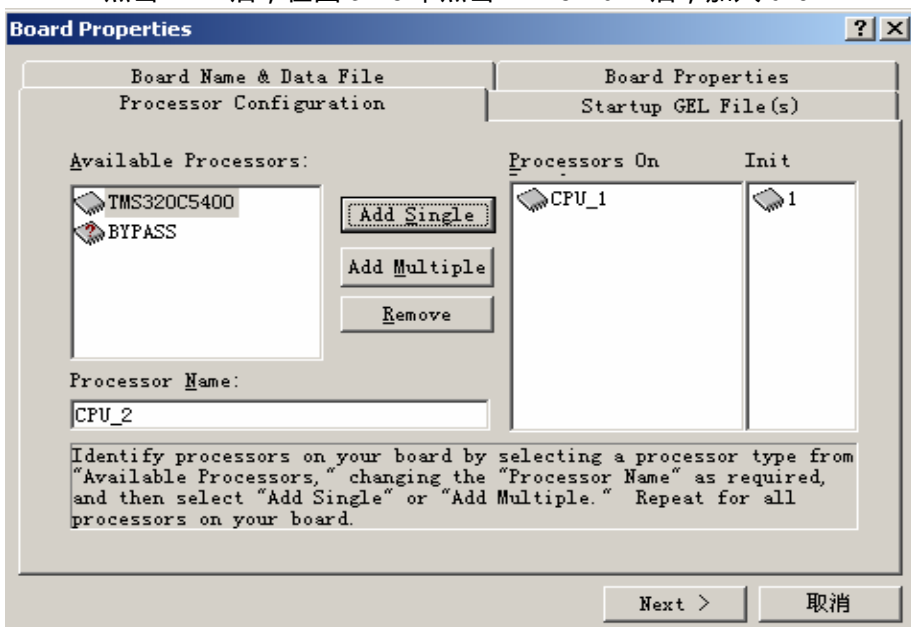 Board Properties
Board Name & Data File
Board Properties
Processor Configuration
Startup GEL File(s)
Available Processors:
Processors On
Init
TMS320C5400
BYPASS
Add Single
Add Multiple
Remove
CPU_1
1
Processor Name:
CPU_2
Identify processors on your board by selecting a processor type from
"Available Processors," changing the "Processor Name" as required,
and then select "Add Single" or "Add Multiple." Repeat for all
processors on your board.
Next >
取消